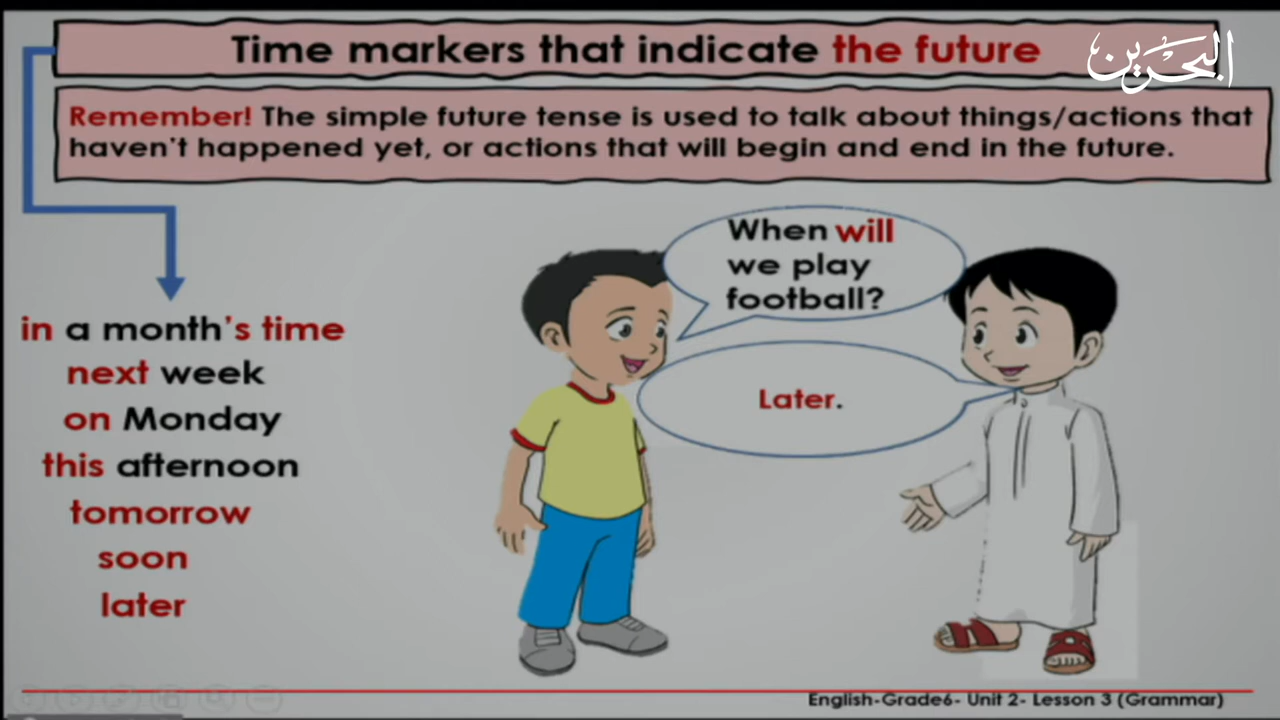 Time markers that indicate the future
البحرين
Remember! The simple future tense is used to talk about things/actions that
haven't happened yet, or actions that will begin and end in the future.
When will
we play
football?
Later.
in a month's time
next week
on Monday
this afternoon
tomorrow
soon
later
English-Grade6- Unit 2- Lesson 3 (Grammar)